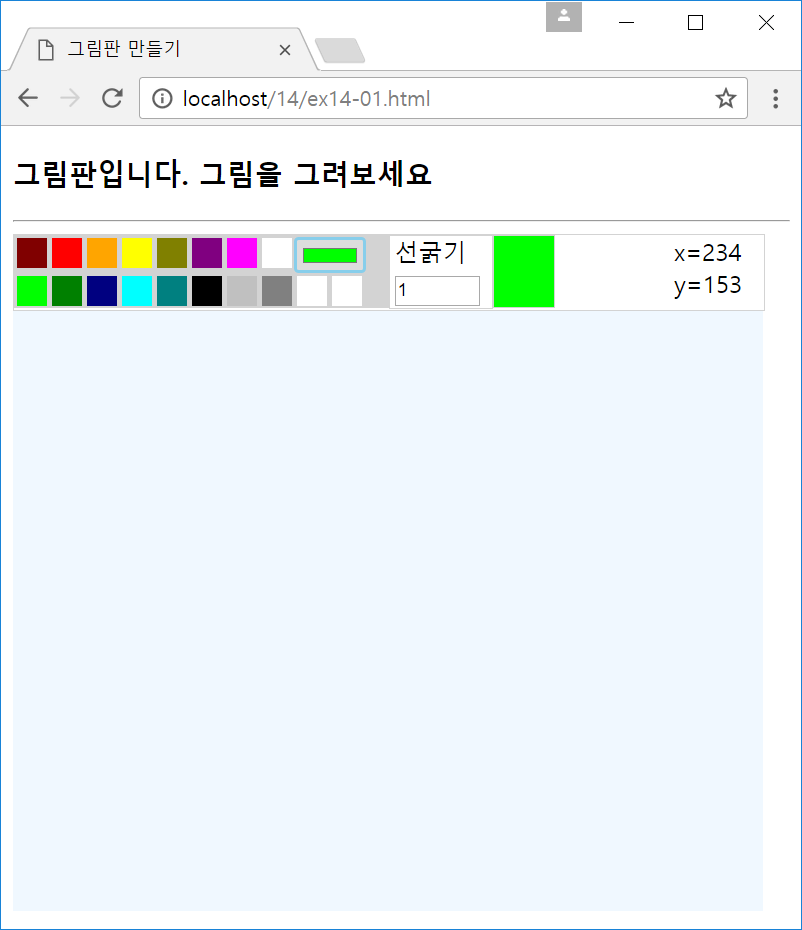 그림판 만들기
localhost/14/ex14-01.html
그림판입니다. 그림을 그려보세요
선굵기
1
x=234
y=153